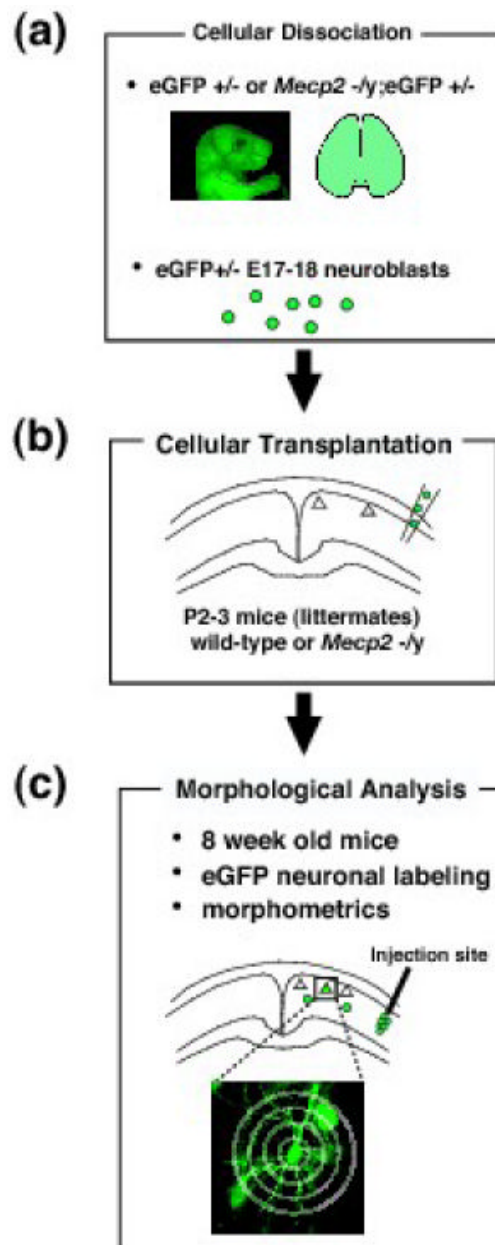 (a)
Cellular Dissociation
• eGFP +/- or Mecp2 -/y;eGFP +/-
• eGFP+/- E17-18 neuroblasts
(b)
Cellular Transplantation
P2-3 mice (littermates)
wild-type or Mecp2 -/y
(c)
Morphological Analysis
• 8 week old mice
• eGFP neuronal labeling
• morphometrics
Injection site